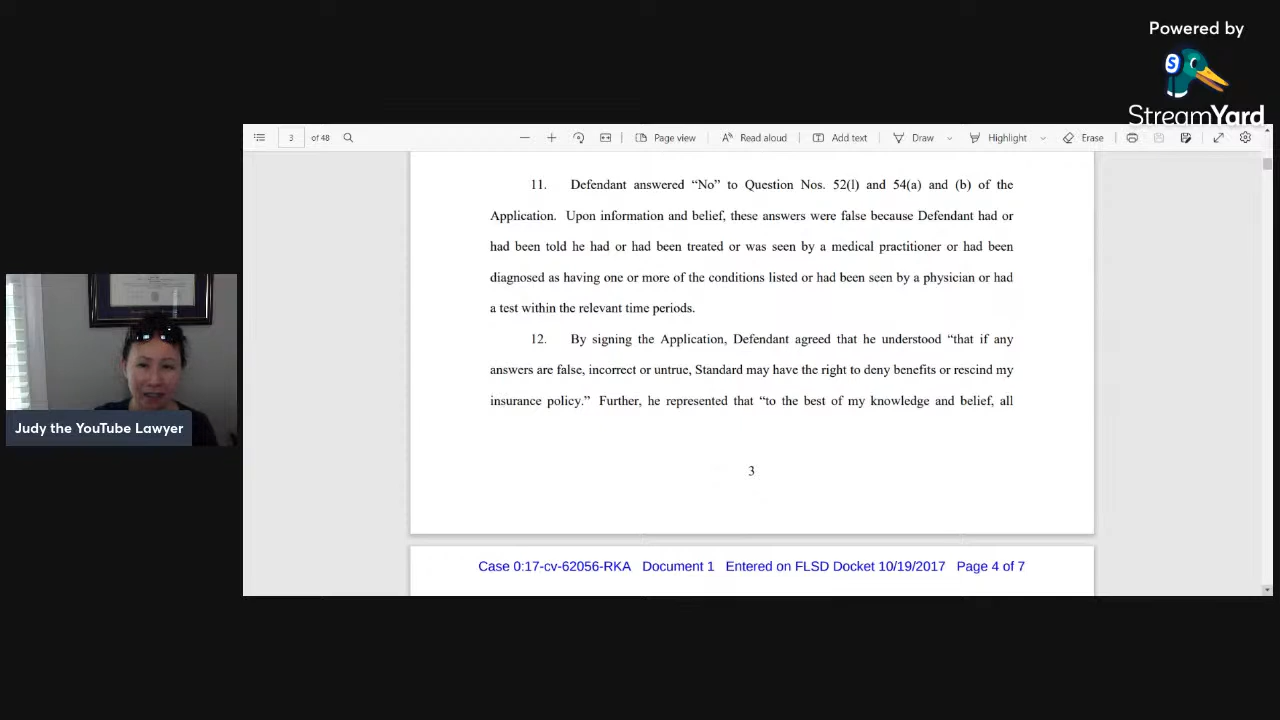 Powered by
S
StreamYard
3 of 48 Page view Read aloud Add text Draw Highlight Erase
11. Defendant answered “No” to Question Nos. 52(l) and 54(a) and (b) of the
Application. Upon information and belief, these answers were false because Defendant had or
had been told he had or had been treated or was seen by a medical practitioner or had been
diagnosed as having one or more of the conditions listed or had been seen by a physician or had
a test within the relevant time periods.
12. By signing the Application, Defendant agreed that he understood “that if any
answers are false, incorrect or untrue, Standard may have the right to deny benefits or rescind my
insurance policy.” Further, he represented that “to the best of my knowledge and belief, all
3
Case 0:17-cv-62056-RKA Document 1 Entered on FLSD Docket 10/19/2017 Page 4 of 7
Judy the YouTube Lawyer